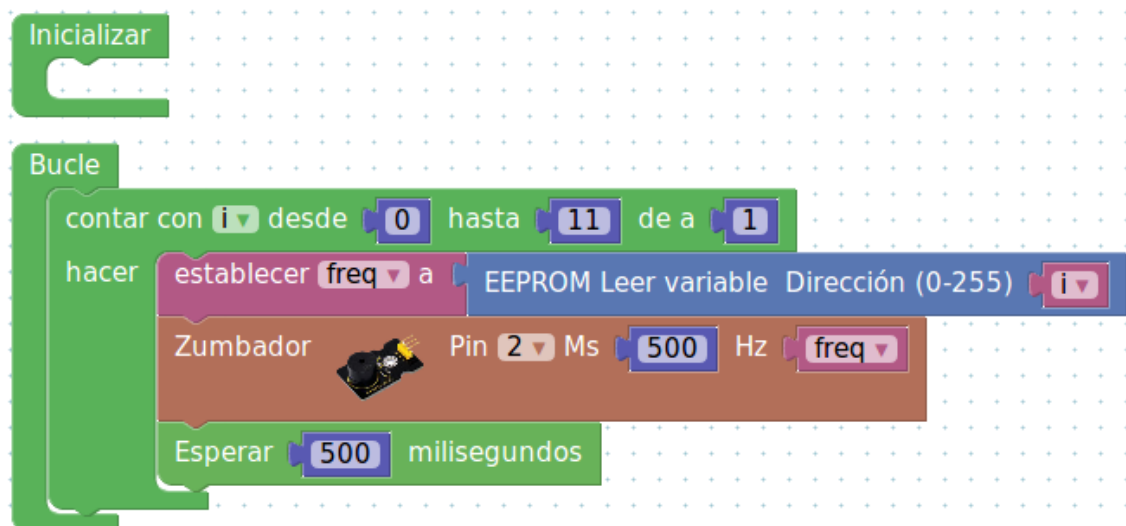 Inicializar
Bucle
contar con i desde 0 hasta 11 de a 1
hacer
establecer freq a EEPROM Leer variable Dirección (0-255) i
Zumbador Pin 2 Ms 500 Hz freq
Esperar 500 milisegundos